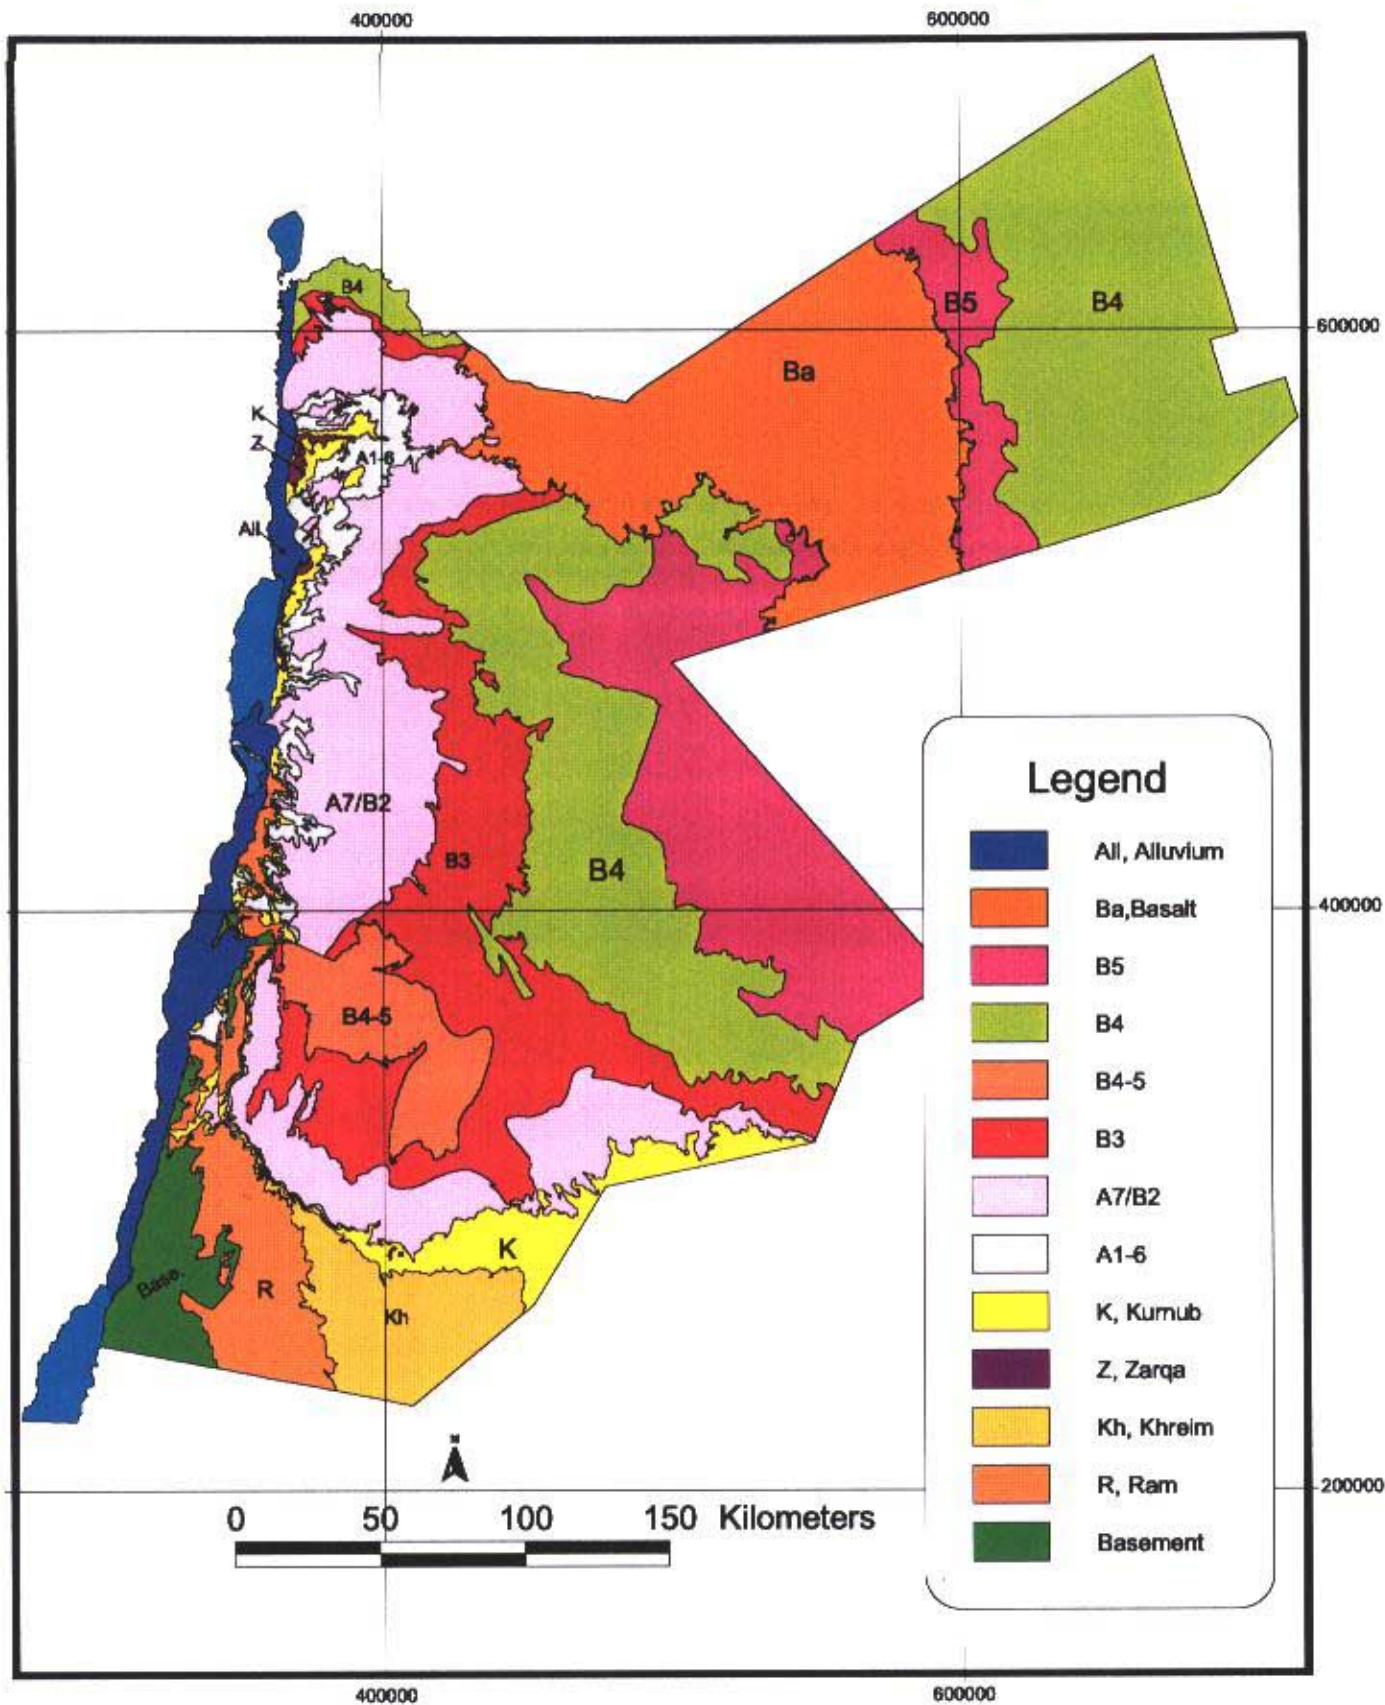 400000
600000
B4
B5
B4
600000
Ba
K
Z
A1-6
All.
A7/B2
B3
B4
400000
B4-5
K
Base.
R
Kh
Legend
All, Alluvium
Ba,Basalt
B5
B4
B4-5
B3
A7/B2
A1-6
K, Kurnub
Z, Zarqa
Kh, Khreim
R, Ram
Basement
N
200000
0 50 100 150 Kilometers
400000
600000